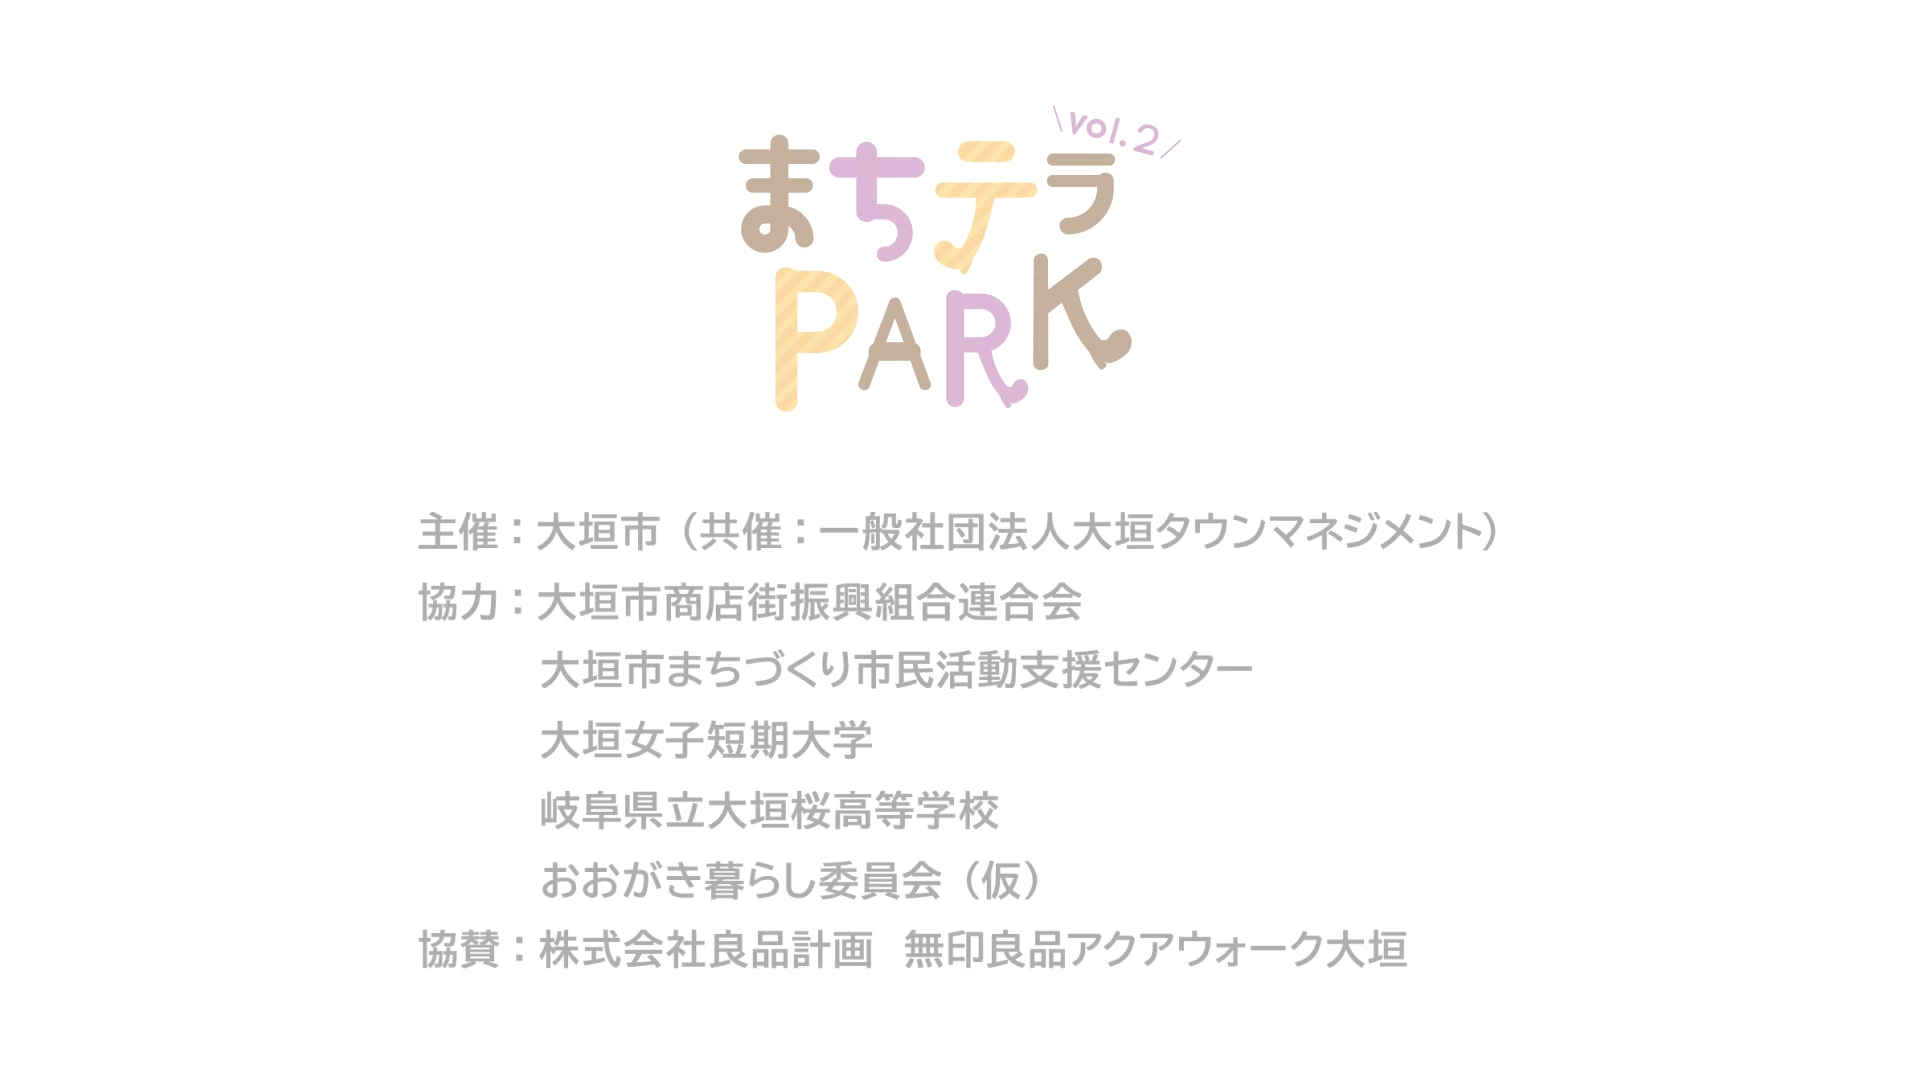 vol.2
まちテラ
PARK
主催：大垣市（共催：一般社団法人大垣タウンマネジメント）
協力：大垣市商店街振興組合連合会
大垣市まちづくり市民活動支援センター
大垣女子短期大学
岐阜県立大垣桜高等学校
おおがき暮らし委員会（仮）
協賛：株式会社良品計画　無印良品アクアウォーク大垣